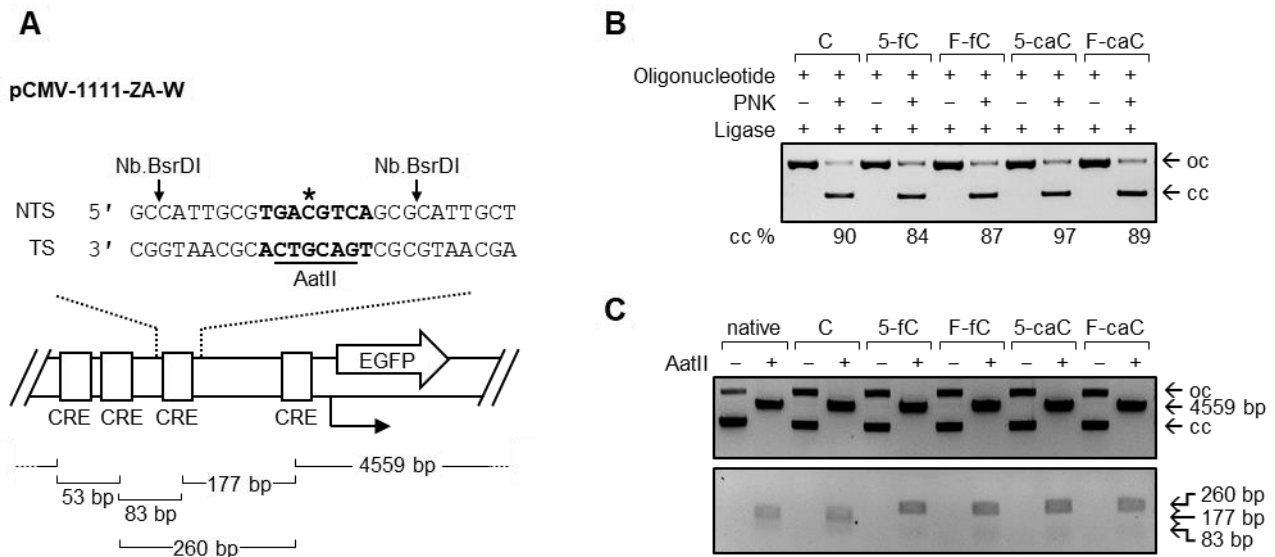 A
pCMV-1111-ZA-W
Nb.BsrDI Nb.BsrDI
*
NTS 5′ GCCATTGCGTGACGTCAGCGCATTGCT
TS 3′ CGGTAACGCACTGCAGTCGCGTAACGA
AatII
EGFP
CRE CRE CRE CRE
4559 bp
177 bp
53 bp
83 bp
260 bp
B
C 5-fC F-fC 5-caC F-caC
Oligonucleotide + + + + + + + + + +
PNK – + – + – + – + – +
Ligase + + + + + + + + + +
← oc
← cc
cc % 90 84 87 97 89
C
native C 5-fC F-fC 5-caC F-caC
AatII – + – + – + – + – + – +
← oc
← 4559 bp
← cc
260 bp
177 bp
83 bp